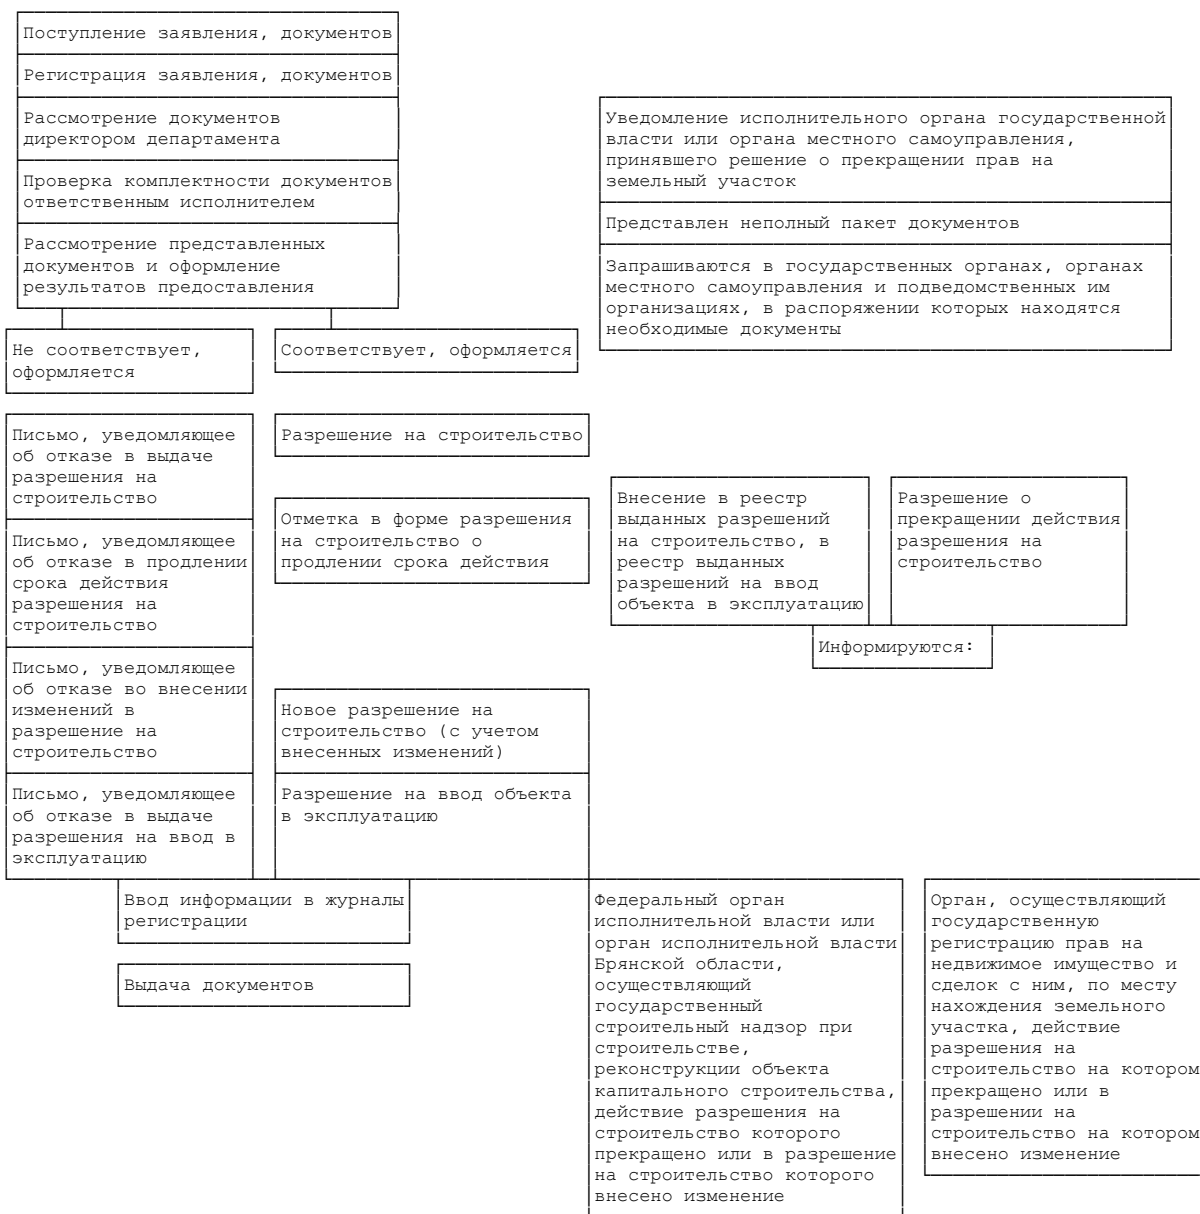 Поступление заявления, документов
Регистрация заявления, документов
Рассмотрение документов
директором департамента
Проверка комплектности документов
ответственным исполнителем
Рассмотрение представленных
документов и оформление
результатов предоставления
Уведомление исполнительного органа государственной
власти или органа местного самоуправления,
принявшего решение о прекращении прав на
земельный участок
Представлен неполный пакет документов
Запрашиваются в государственных органах, органах
местного самоуправления и подведомственных им
организациях, в распоряжении которых находятся
необходимые документы
Не соответствует,
оформляется
Соответствует, оформляется
Письмо, уведомляющее
об отказе в выдаче
разрешения на
строительство
Письмо, уведомляющее
об отказе в продлении
срока действия
разрешения на
строительство
Письмо, уведомляющее
об отказе во внесении
изменений в
разрешение на
строительство
Письмо, уведомляющее
об отказе в выдаче
разрешения на ввод в
эксплуатацию
Разрешение на строительство
Отметка в форме разрешения
на строительство о
продлении срока действия
Новое разрешение на
строительство (с учетом
внесенных изменений)
Разрешение на ввод объекта
в эксплуатацию
Внесение в реестр
выданных разрешений
на строительство, в
реестр выданных
разрешений на ввод
объекта в эксплуатацию
Разрешение о
прекращении действия
разрешения на
строительство
Информируются:
Ввод информации в журналы
регистрации
Выдача документов
Федеральный орган
исполнительной власти или
орган исполнительной власти
Брянской области,
осуществляющий
государственный
строительный надзор при
строительстве,
реконструкции объекта
капитального строительства,
действие разрешения на
строительство которого
прекращено или в разрешение
на строительство которого
внесено изменение
Орган, осуществляющий
государственную
регистрацию прав на
недвижимое имущество и
сделок с ним, по месту
нахождения земельного
участка, действие
разрешения на
строительство на котором
прекращено или в
разрешении на
строительство на котором
внесено изменение